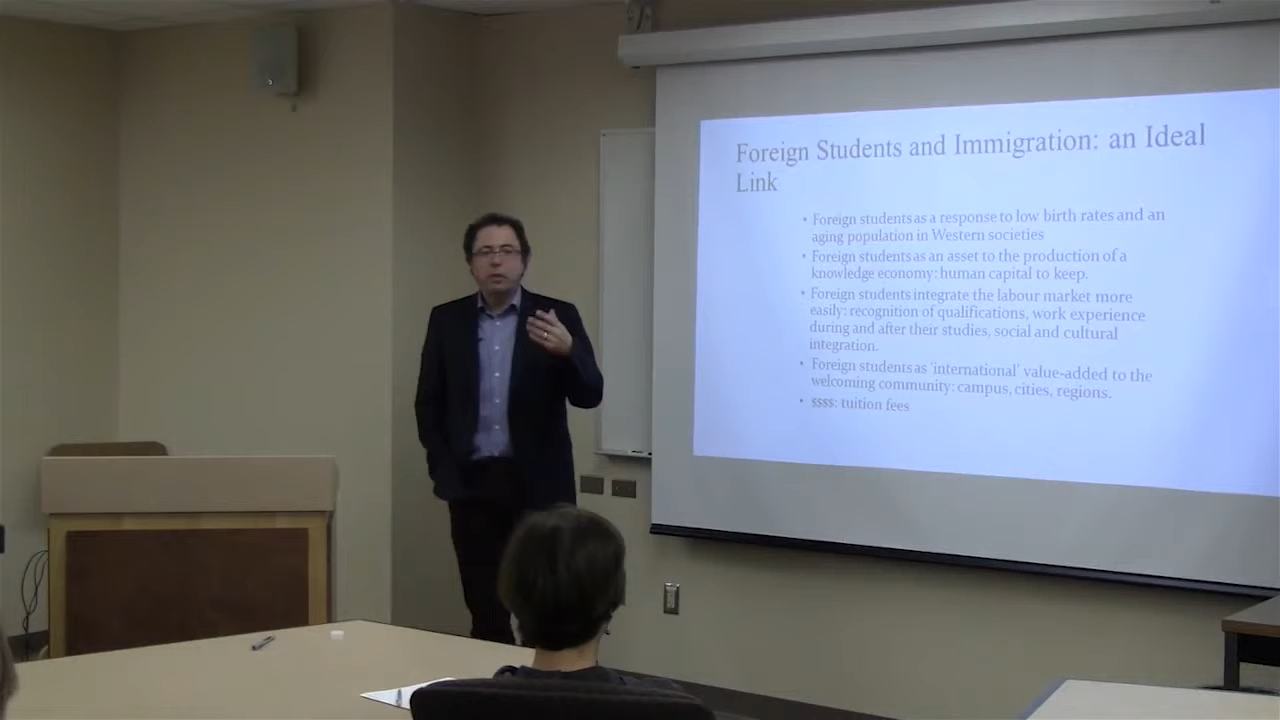 Foreign Students and Immigration: an Ideal
Link
• Foreign students as a response to low birth rates and an
aging population in Western societies
• Foreign students as an asset to the production of a
knowledge economy: human capital to keep.
• Foreign students integrate the labour market more
easily: recognition of qualifications, work experience
during and after their studies, social and cultural
integration.
• Foreign students as 'international' value-added to the
welcoming community: campus, cities, regions.
• $$$$: tuition fees